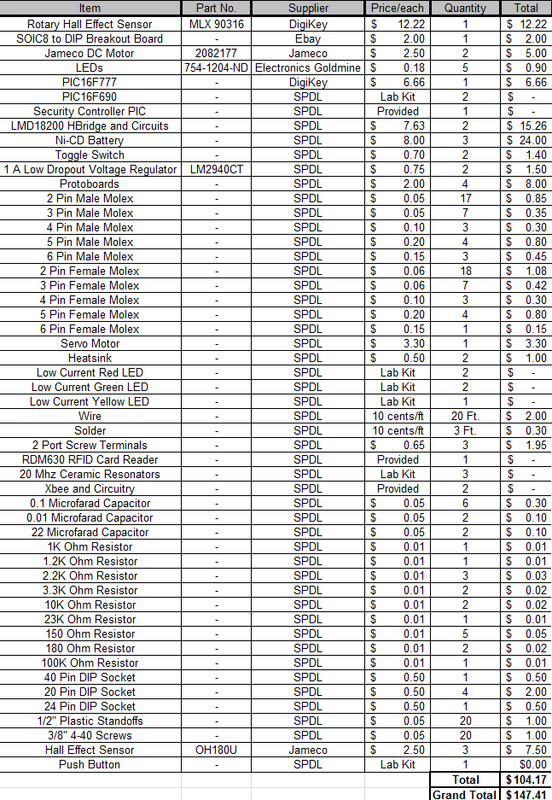 Item Part No. Supplier Price/each Quantity Total
Rotary Hall Effect Sensor MLX 90316 DigiKey $ 12.22 1 $ 12.22
SOIC8 to DIP Breakout Board - Ebay $ 2.00 1 $ 2.00
Jameco DC Motor 2082177 Jameco $ 2.50 2 $ 5.00
LEDs 754-1204-ND Electronics Goldmine $ 0.18 5 $ 0.90
PIC16F777 - DigiKey $ 6.66 1 $ 6.66
PIC16F690 - SPDL Lab Kit 2 $ -
Security Controller PIC - SPDL Provided 1 $ -
LMD18200 HBridge and Circuits - SPDL $ 7.63 2 $ 15.26
Ni-CD Battery - SPDL $ 8.00 3 $ 24.00
Toggle Switch - SPDL $ 0.70 2 $ 1.40
1 A Low Dropout Voltage Regulator LM2940CT SPDL $ 0.75 2 $ 1.50
Protoboards - SPDL $ 2.00 4 $ 8.00
2 Pin Male Molex - SPDL $ 0.05 17 $ 0.85
3 Pin Male Molex - SPDL $ 0.05 7 $ 0.35
4 Pin Male Molex - SPDL $ 0.10 3 $ 0.30
5 Pin Male Molex - SPDL $ 0.20 4 $ 0.80
6 Pin Male Molex - SPDL $ 0.15 3 $ 0.45
2 Pin Female Molex - SPDL $ 0.06 18 $ 1.08
3 Pin Female Molex - SPDL $ 0.06 7 $ 0.42
4 Pin Female Molex - SPDL $ 0.10 3 $ 0.30
5 Pin Female Molex - SPDL $ 0.20 4 $ 0.80
6 Pin Female Molex - SPDL $ 0.15 1 $ 0.15
Servo Motor - SPDL $ 3.30 1 $ 3.30
Heatsink - SPDL $ 0.50 2 $ 1.00
Low Current Red LED - SPDL Lab Kit 2 $ -
Low Current Green LED - SPDL Lab Kit 2 $ -
Low Current Yellow LED - SPDL Lab Kit 1 $ -
Wire - SPDL 10 cents/ft 20 Ft. $ 2.00
Solder - SPDL 10 cents/ft 3 Ft. $ 0.30
2 Port Screw Terminals - SPDL $ 0.65 3 $ 1.95
RDM630 RFID Card Reader - SPDL Provided 1 $ -
20 Mhz Ceramic Resonators - SPDL Lab Kit 3 $ -
Xbee and Circuitry - SPDL Provided 2 $ -
0.1 Microfarad Capacitor - SPDL $ 0.05 6 $ 0.30
0.01 Microfarad Capacitor - SPDL $ 0.05 2 $ 0.10
22 Microfarad Capacitor - SPDL $ 0.05 2 $ 0.10
1K Ohm Resistor - SPDL $ 0.01 1 $ 0.01
1.2K Ohm Resistor - SPDL $ 0.01 1 $ 0.01
2.2K Ohm Resistor - SPDL $ 0.01 3 $ 0.03
3.3K Ohm Resistor - SPDL $ 0.01 2 $ 0.02
10K Ohm Resistor - SPDL $ 0.01 2 $ 0.02
23K Ohm Resistor - SPDL $ 0.01 1 $ 0.01
150 Ohm Resistor - SPDL $ 0.01 5 $ 0.05
180 Ohm Resistor - SPDL $ 0.01 2 $ 0.02
100K Ohm Resistor - SPDL $ 0.01 1 $ 0.01
40 Pin DIP Socket - SPDL $ 0.50 1 $ 0.50
20 Pin DIP Socket - SPDL $ 0.50 4 $ 2.00
24 Pin DIP Socket - SPDL $ 0.50 1 $ 0.50
1/2" Plastic Standoffs - SPDL $ 0.05 20 $ 1.00
3/8" 4-40 Screws - SPDL $ 0.05 20 $ 1.00
Hall Effect Sensor OH180U Jameco $ 2.50 3 $ 7.50
Push Button - SPDL Lab Kit 1 $0.00
Total $ 104.17
Grand Total $ 147.41